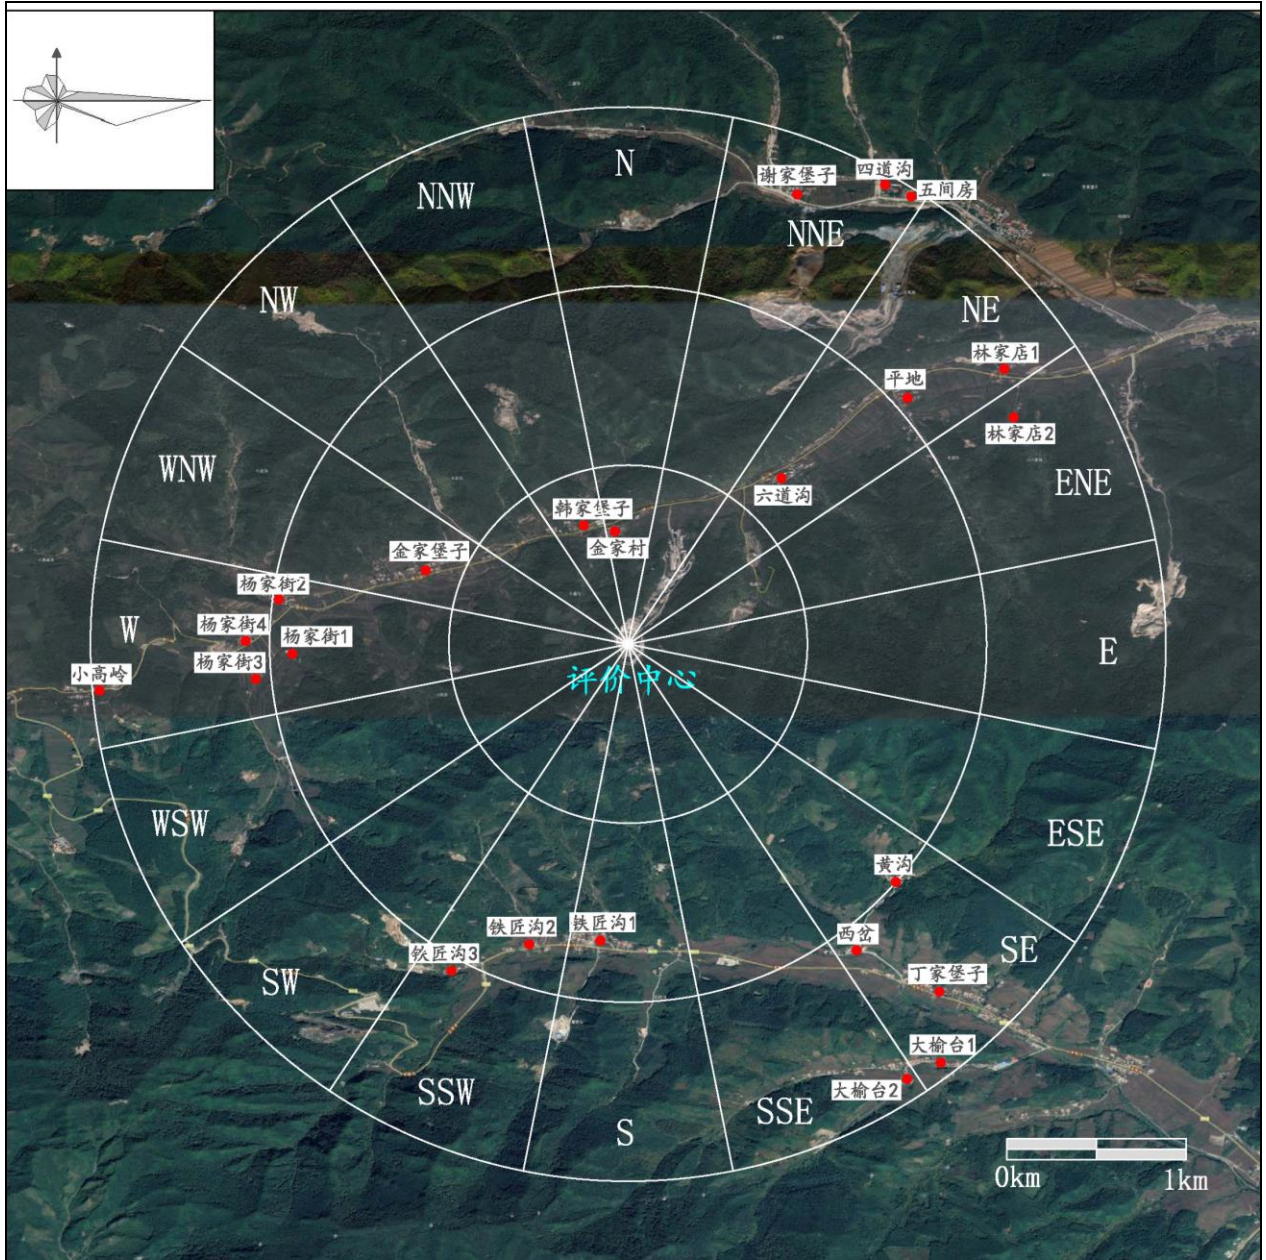 N
NNW
谢家堡子
四道沟
五间房
NNE
NW
NE
林家店1
平地
林家店2
WNW
ENE
六道沟
韩家堡子
金家村
金家堡子
杨家街2
W
杨家街4
杨家街1
E
小高岭
杨家街3
评价中心
WSW
ESE
黄沟
铁匠沟2
铁匠沟1
西岔
铁匠沟3
SE
SW
丁家堡子
大榆台1
大榆台2
SSW
SSE
S
0km
1km